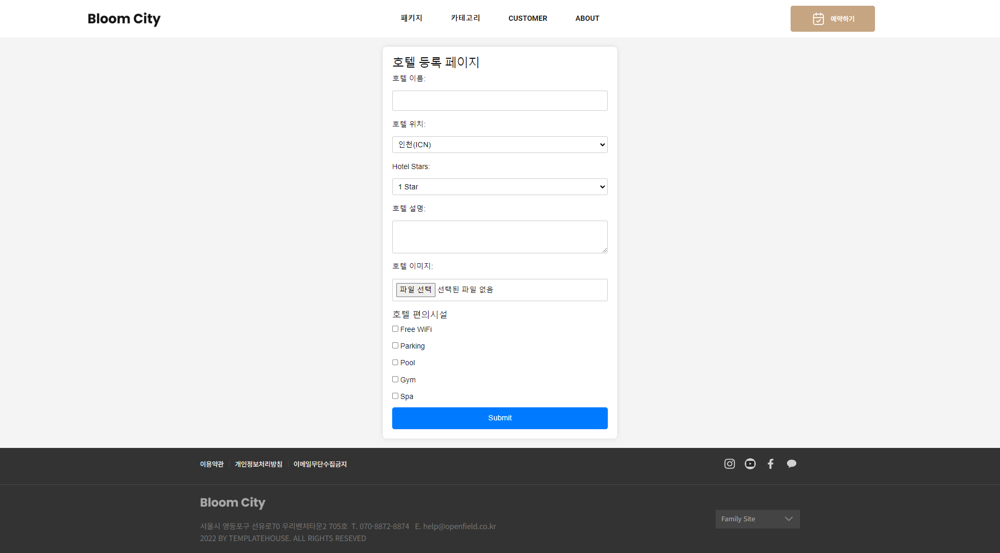 Bloom City
패키지 카테고리 CUSTOMER ABOUT
예약하기
호텔 등록 페이지
호텔 이름:
호텔 위치:
인천(ICN)
Hotel Stars:
1 Star
호텔 설명:
호텔 이미지:
파일 선택 선택된 파일 없음
호텔 편의시설
Free WiFi
Parking
Pool
Gym
Spa
Submit
이용약관 개인정보처리방침 이메일무단수집금지
Bloom City
서울시 영등포구 선유로70 우리벤처타운2 705호 T. 070-8872-8874 E. help@openfield.co.kr
2022 BY TEMPLATEHOUSE. ALL RIGHTS RESEVED
Family Site